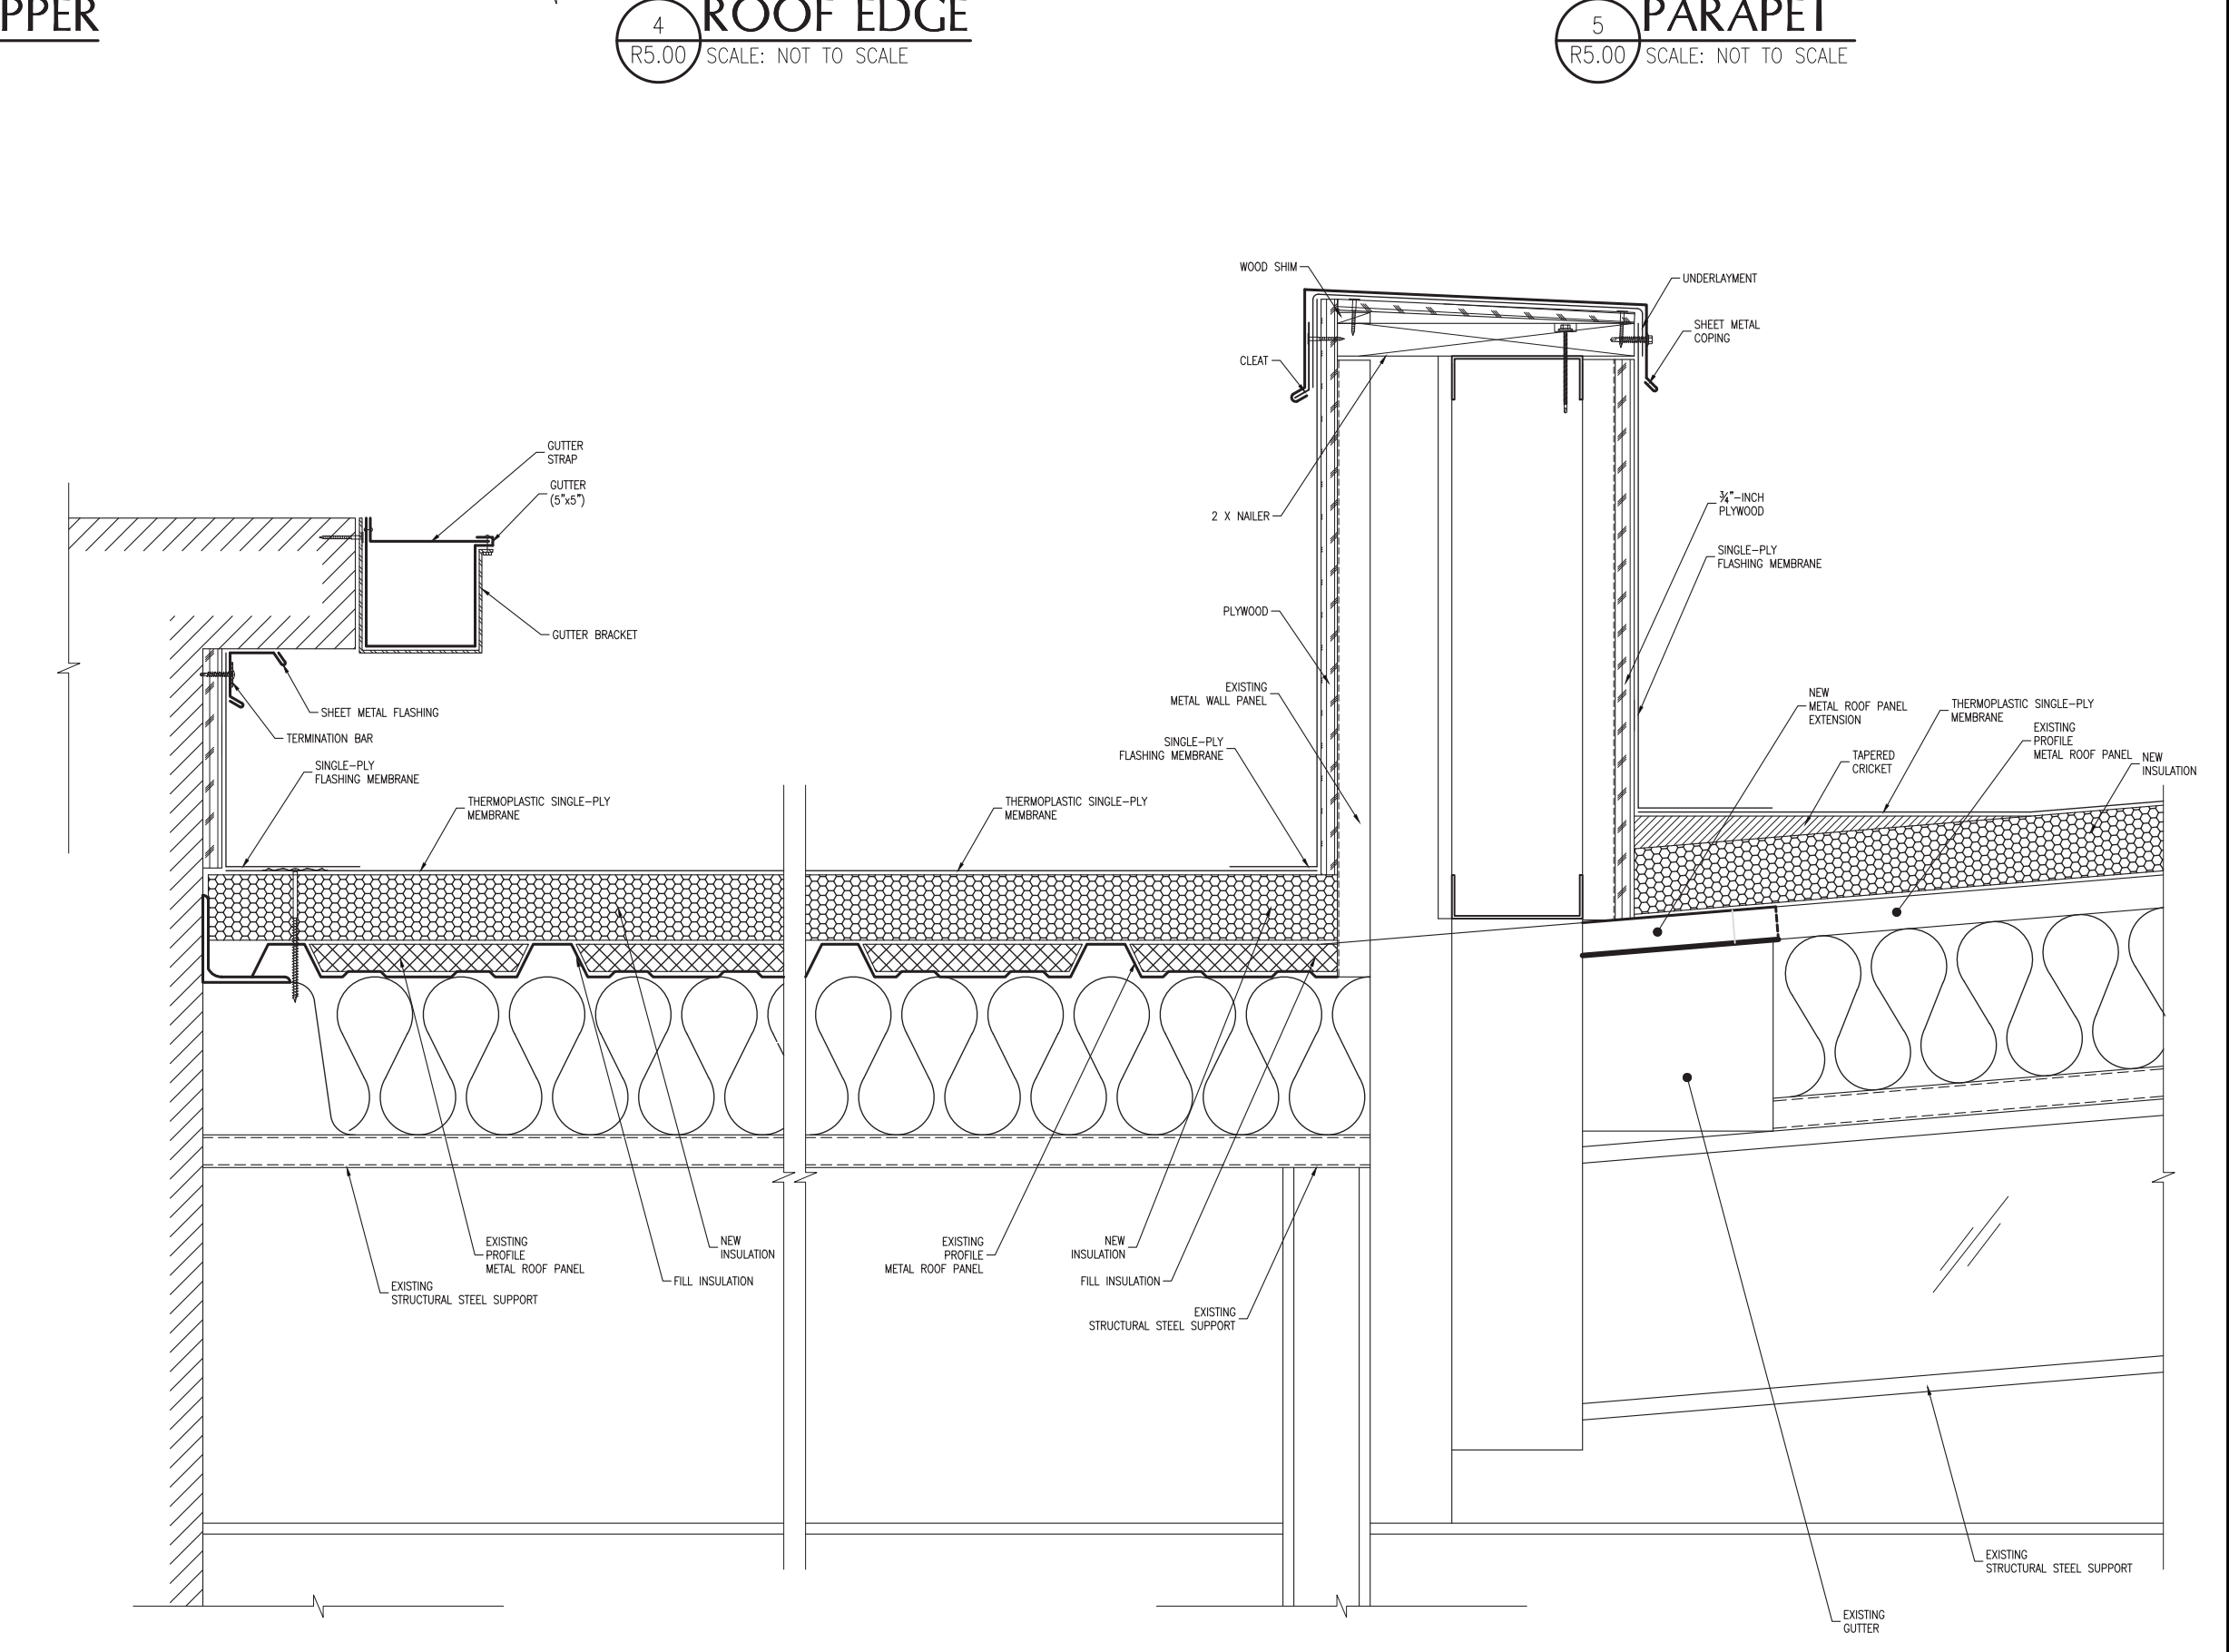 PPER
4
R5.00
ROOF EDGE
SCALE: NOT TO SCALE
5
R5.00
PARAPET
SCALE: NOT TO SCALE
WOOD SHIM
UNDERLAYMENT
SHEET METAL
COPING
CLEAT
GUTTER
STRAP
GUTTER
(5"x5")
2 X NAILER
¾"-INCH
PLYWOOD
SINGLE-PLY
FLASHING MEMBRANE
PLYWOOD
GUTTER BRACKET
EXISTING
METAL WALL PANEL
NEW
METAL ROOF PANEL
EXTENSION
THERMOPLASTIC SINGLE-PLY
MEMBRANE
EXISTING
PROFILE
METAL ROOF PANEL
SHEET METAL FLASHING
TERMINATION BAR
SINGLE-PLY
FLASHING MEMBRANE
TAPERED
CRICKET
NEW
INSULATION
SINGLE-PLY
FLASHING MEMBRANE
THERMOPLASTIC SINGLE-PLY
MEMBRANE
THERMOPLASTIC SINGLE-PLY
MEMBRANE
EXISTING
PROFILE
METAL ROOF PANEL
NEW
INSULATION
EXISTING
PROFILE
METAL ROOF PANEL
NEW
INSULATION
FILL INSULATION
FILL INSULATION
EXISTING
STRUCTURAL STEEL SUPPORT
EXISTING
STRUCTURAL STEEL SUPPORT
EXISTING
STRUCTURAL STEEL SUPPORT
EXISTING
GUTTER